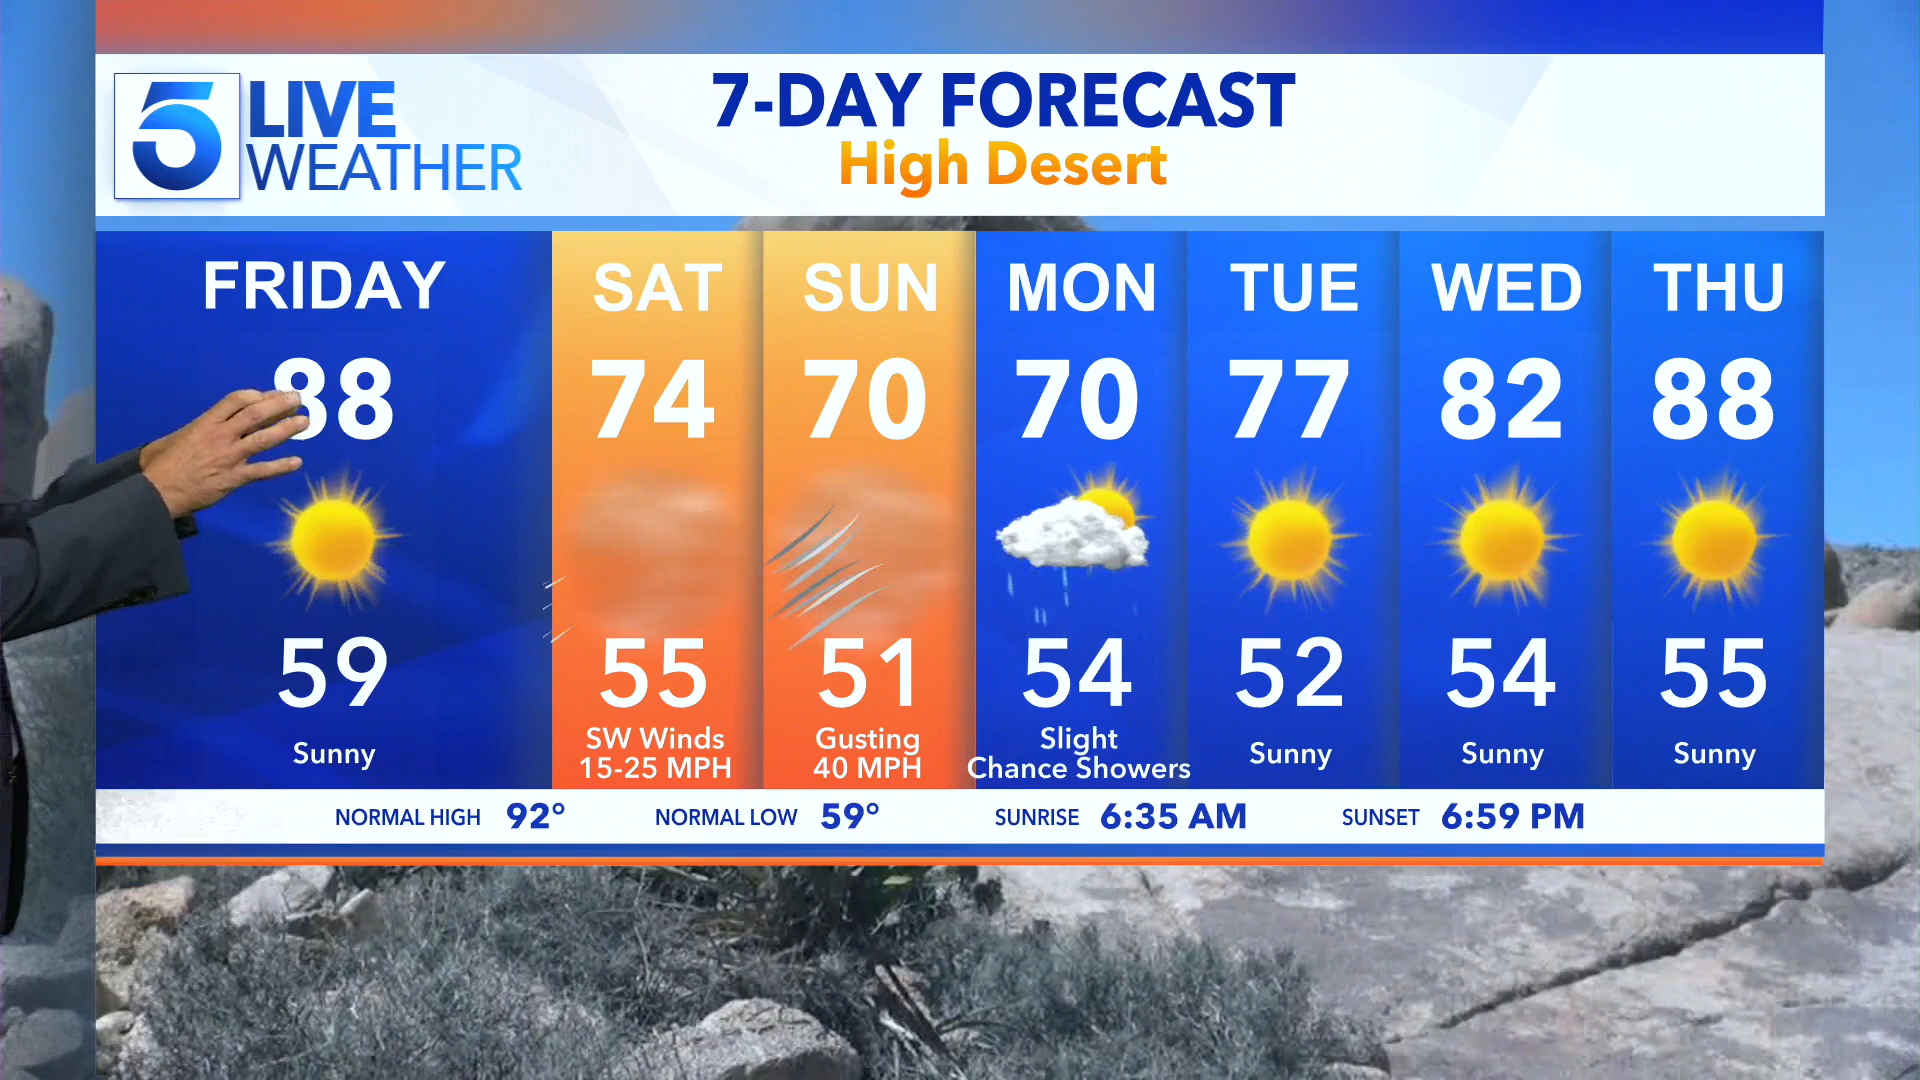 5 LIVE
WEATHER
7-DAY FORECAST
High Desert
FRIDAY
88
59
Sunny
SAT
74
55
SW Winds
15-25 MPH
SUN
70
51
Gusting
40 MPH
MON
70
54
Slight
Chance Showers
TUE
77
52
Sunny
WED
82
54
Sunny
THU
88
55
Sunny
NORMAL HIGH 92° NORMAL LOW 59° SUNRISE 6:35 AM SUNSET 6:59 PM